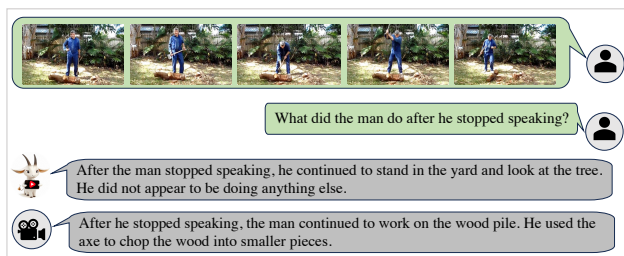 What did the man do after he stopped speaking?
After the man stopped speaking, he continued to stand in the yard and look at the tree.
He did not appear to be doing anything else.
After he stopped speaking, the man continued to work on the wood pile. He used the
axe to chop the wood into smaller pieces.